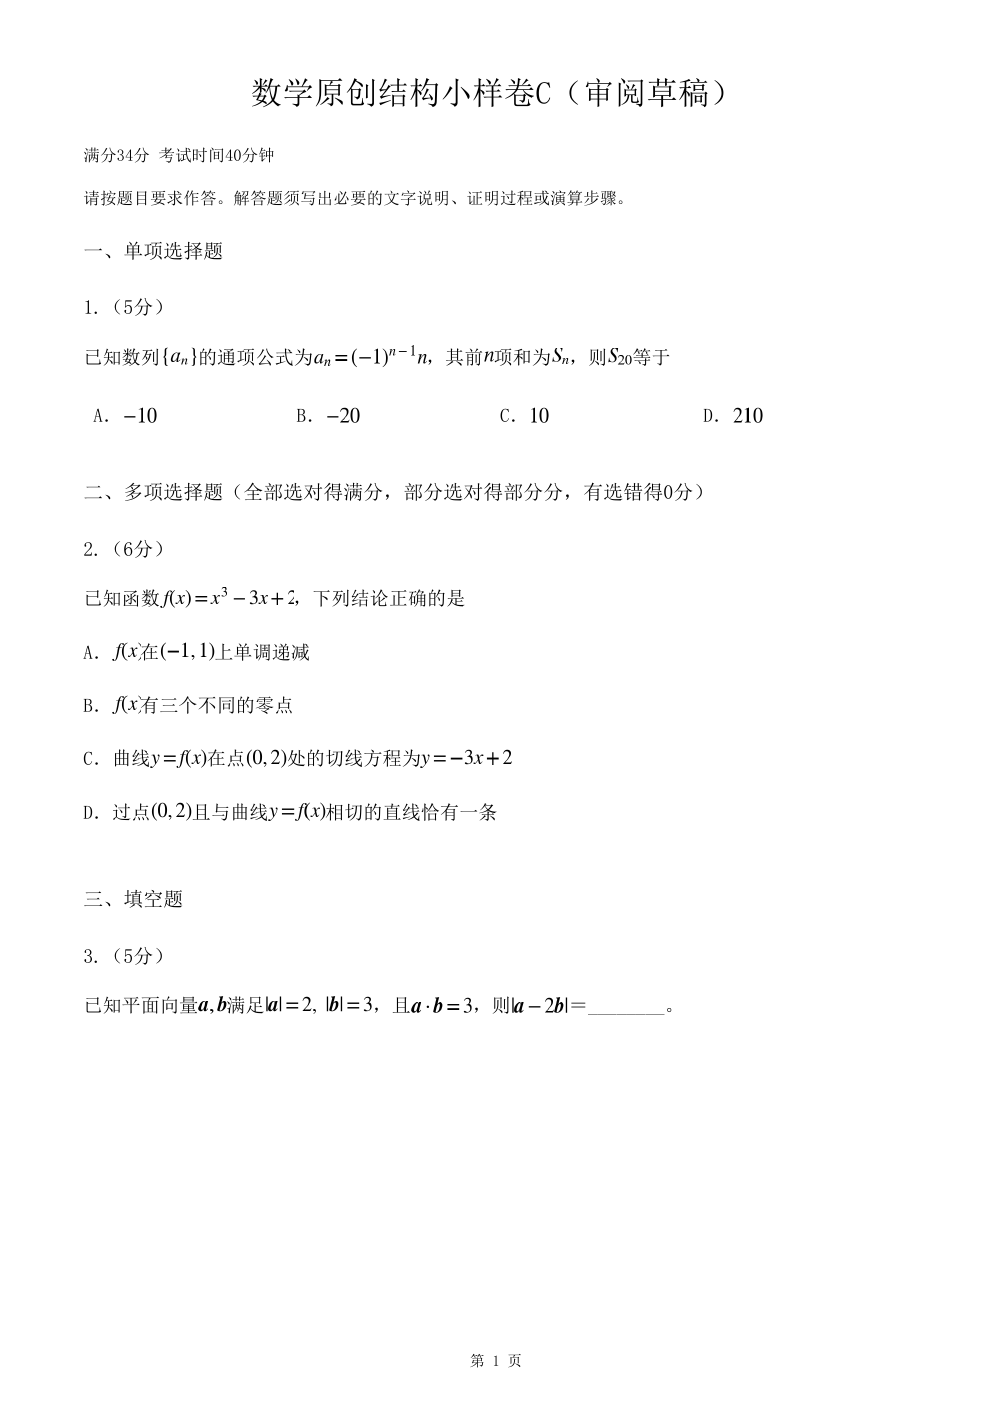 数学原创结构小样卷C（审阅草稿）
满分34分 考试时间40分钟
请按题目要求作答。解答题须写出必要的文字说明、证明过程或演算步骤。
一、单项选择题
1.（5分）
已知数列{aₙ}的通项公式为aₙ=(−1)ⁿ⁻¹n，其前n项和为Sₙ，则S₂₀等于
A．−10 B．−20 C．10 D．210
二、多项选择题（全部选对得满分，部分选对得部分分，有选错得0分）
2.（6分）
已知函数f(x)=x³−3x+2，下列结论正确的是
A．f(x)在(−1,1)上单调递减
B．f(x)有三个不同的零点
C．曲线y=f(x)在点(0,2)处的切线方程为y=−3x+2
D．过点(0,2)且与曲线y=f(x)相切的直线恰有一条
三、填空题
3.（5分）
已知平面向量a,b满足|a|=2, |b|=3，且a·b=3，则|a−2b|＝________。
第 1 页